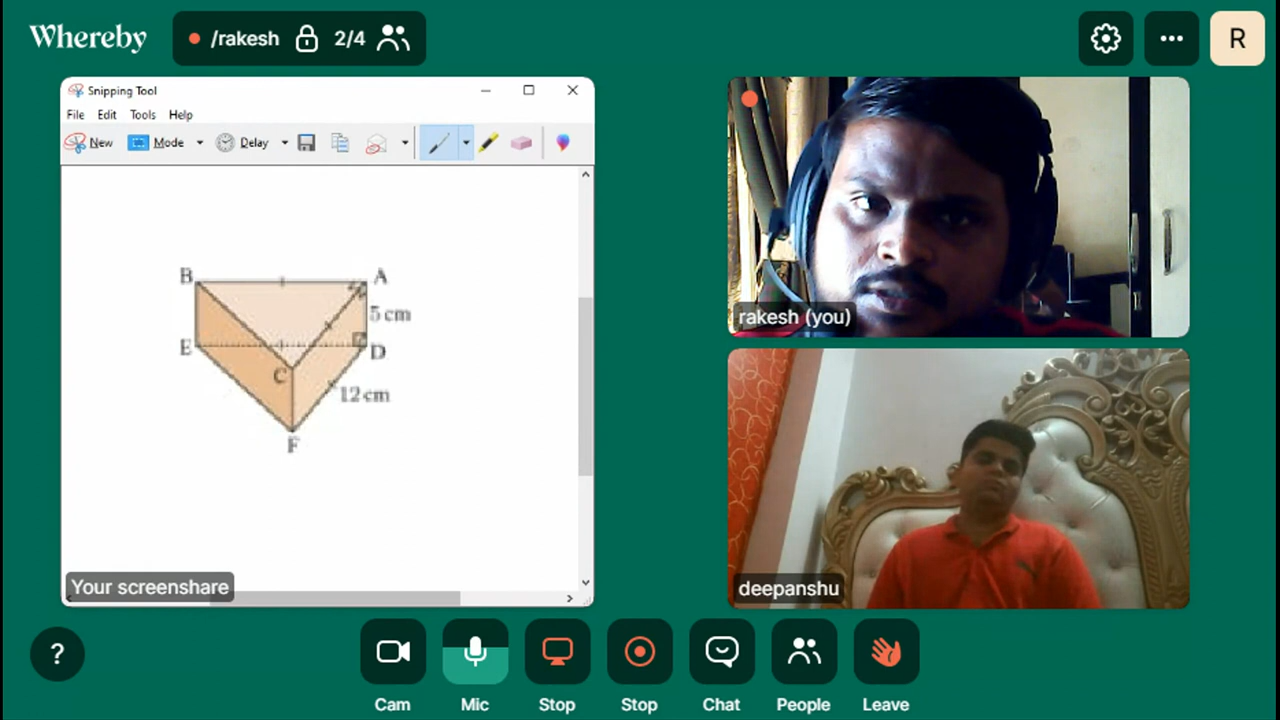 Whereby
/rakesh 2/4
R
Snipping Tool
File Edit Tools Help
New Mode Delay
B A
5 cm
E D
C
12 cm
F
Your screenshare
rakesh (you)
deepanshu
?
Cam Mic Stop Stop Chat People Leave